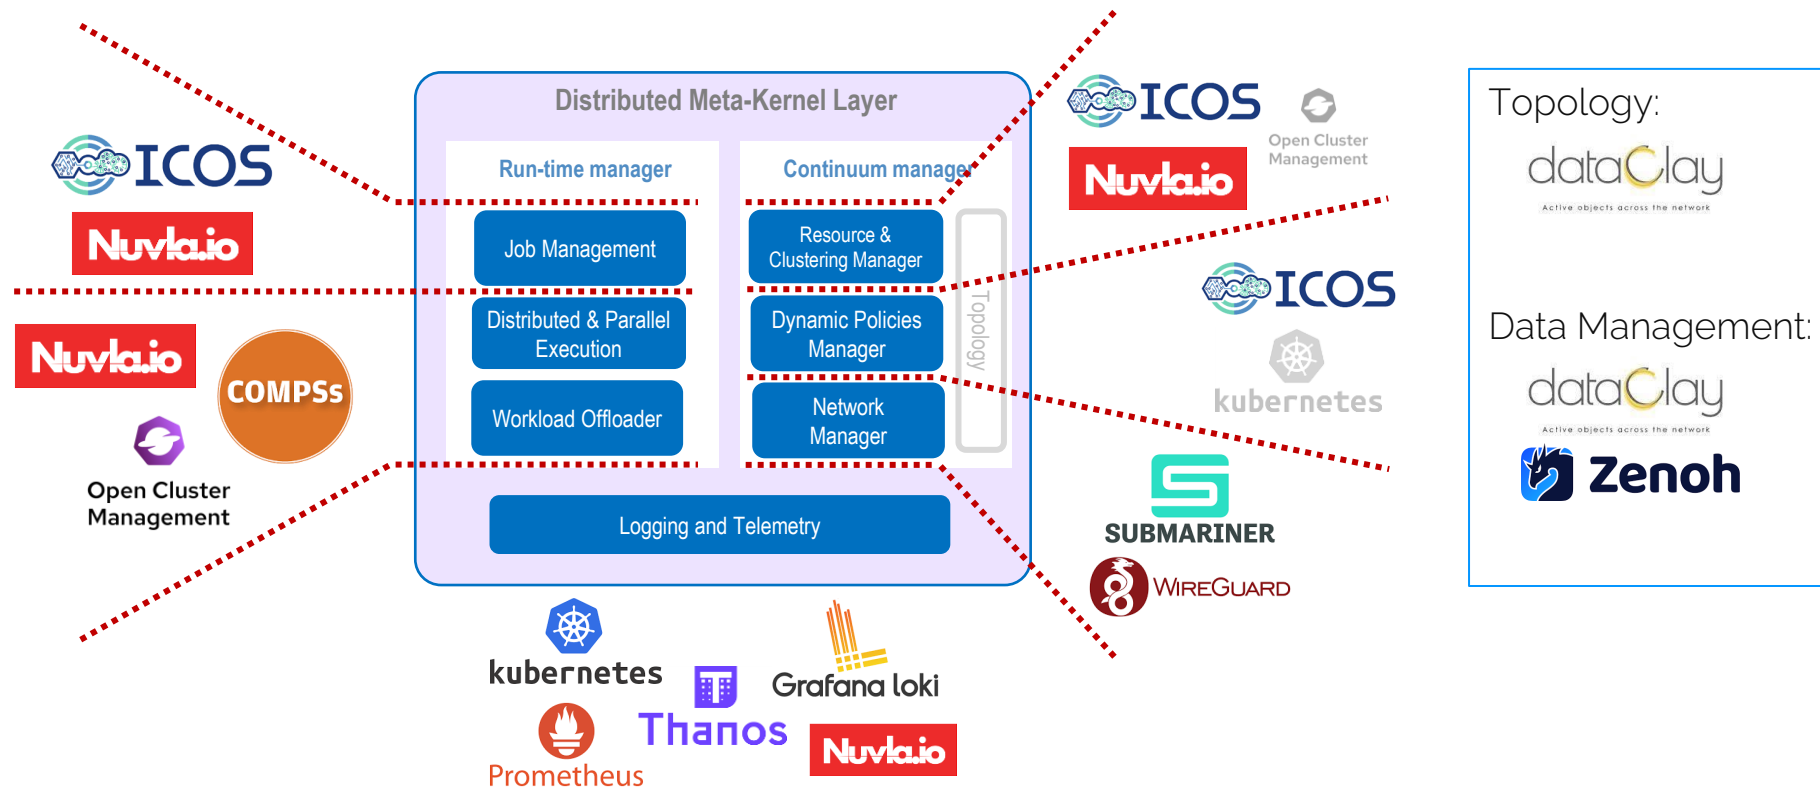 Distributed Meta-Kernel Layer
Run-time manager
Job Management
Distributed & Parallel
Execution
Workload Offloader
Continuum manager
Resource &
Clustering Manager
Dynamic Policies
Manager
Network
Manager
Topology
Logging and Telemetry
ICOS
Nuvla.io
Nuvla.io
COMPSs
Open Cluster
Management
ICOS
Open Cluster
Management
Nuvla.io
ICOS
kubernetes
SUBMARINER
WIREGUARD
kubernetes
Prometheus
Thanos
Grafana loki
Nuvla.io
Topology:
dataClay
Active objects across the network
Data Management:
dataClay
Active objects across the network
zenoh